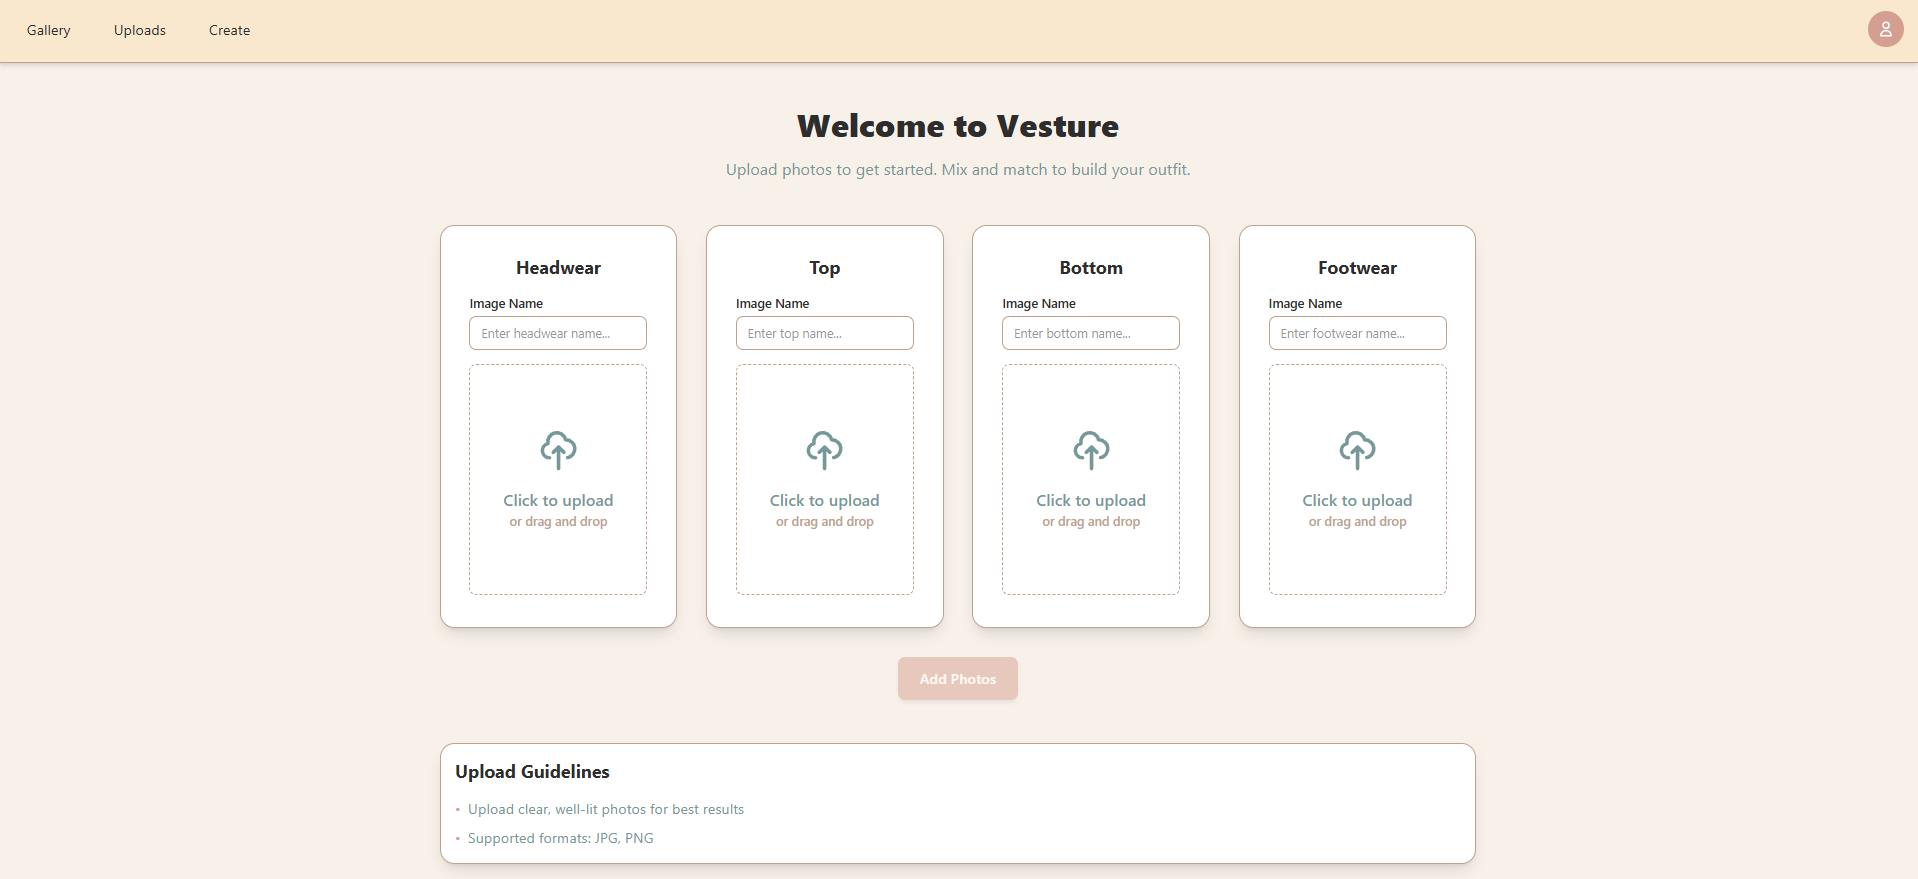 Gallery
Uploads
Create
Welcome to Vesture
Upload photos to get started. Mix and match to build your outfit.
Headwear
Image Name
Enter headwear name...
Click to upload
or drag and drop
Top
Image Name
Enter top name...
Click to upload
or drag and drop
Bottom
Image Name
Enter bottom name...
Click to upload
or drag and drop
Footwear
Image Name
Enter footwear name...
Click to upload
or drag and drop
Add Photos
Upload Guidelines
• Upload clear, well-lit photos for best results
• Supported formats: JPG, PNG